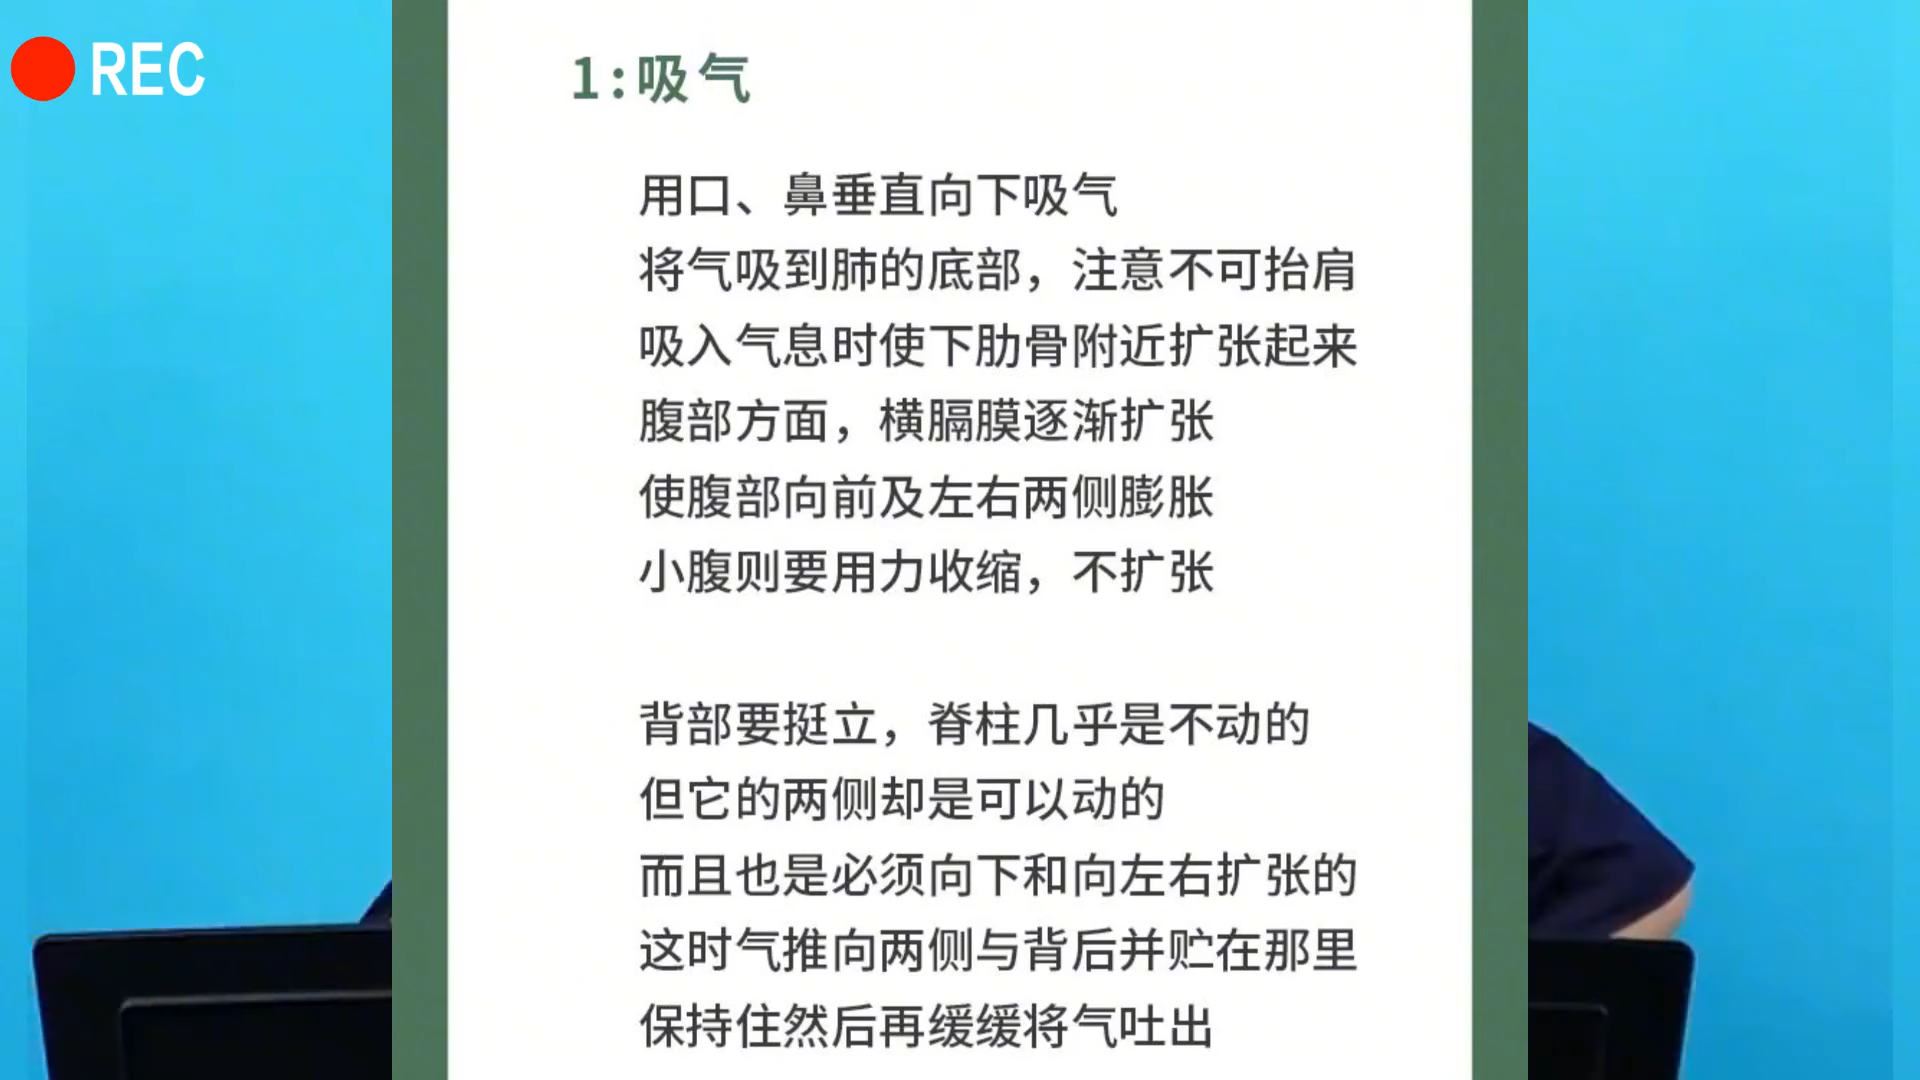 REC
1:吸气
用口、鼻垂直向下吸气
将气吸到肺的底部，注意不可抬肩
吸入气息时使下肋骨附近扩张起来
腹部方面，横膈膜逐渐扩张
使腹部向前及左右两侧膨胀
小腹则要用力收缩，不扩张
背部要挺立，脊柱几乎是不动的
但它的两侧却是可以动的
而且也是必须向下和向左右扩张的
这时气推向两侧与背后并贮在那里
保持住然后再缓缓将气吐出